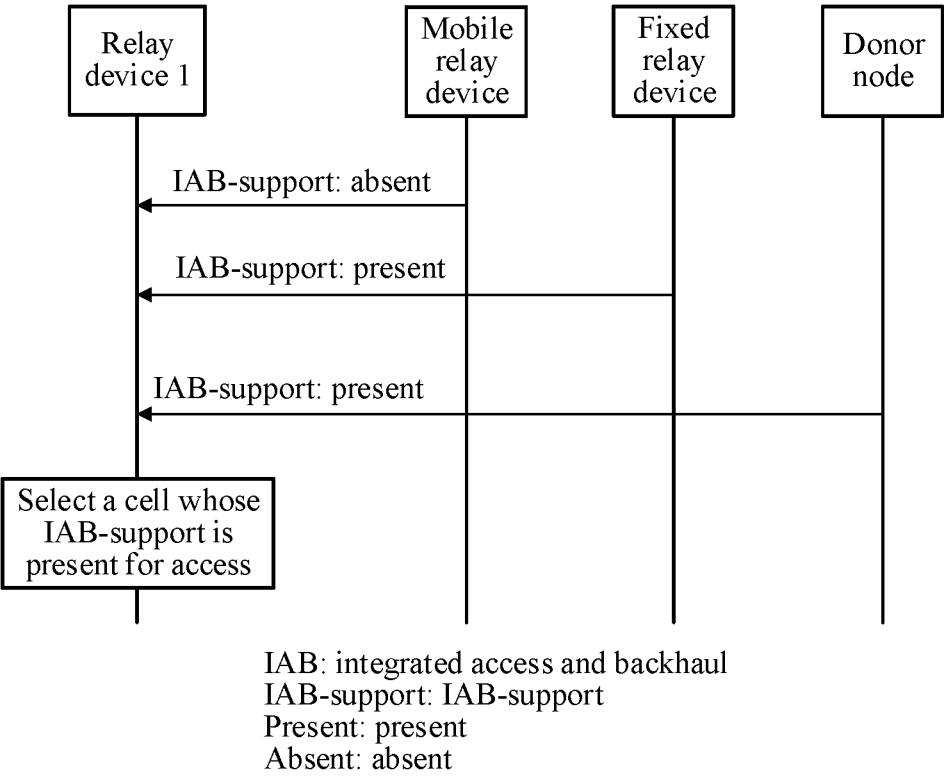 Relay
device 1
Mobile
relay
device
Fixed
relay
device
Donor
node
IAB-support: absent
IAB-support: present
IAB-support: present
Select a cell whose
IAB-support is
present for access
IAB: integrated access and backhaul
IAB-support: IAB-support
Present: present
Absent: absent